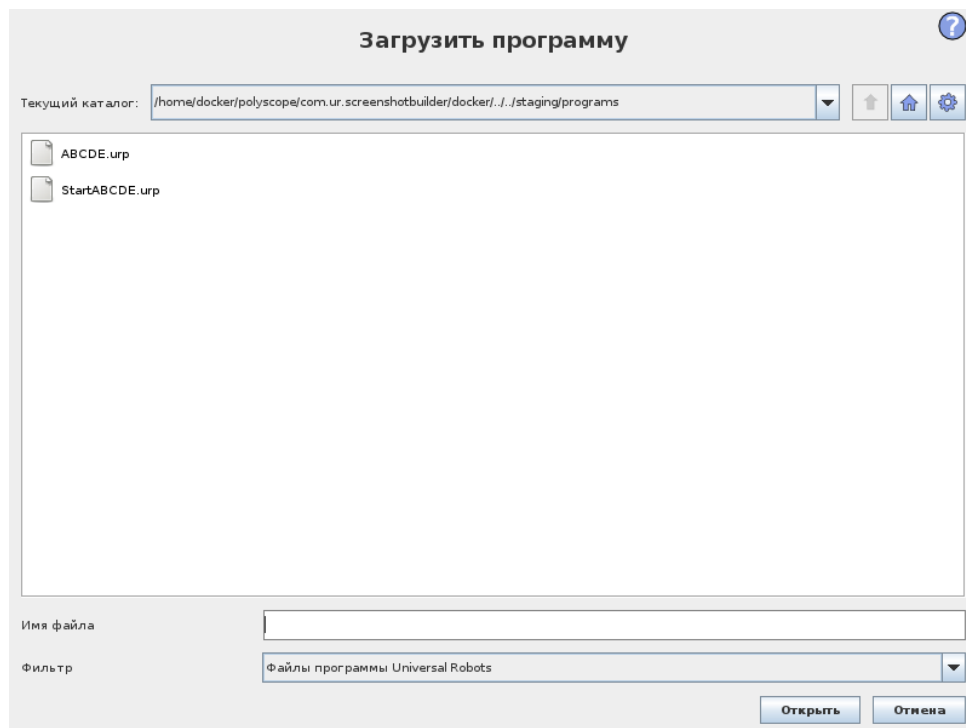 Загрузить программу
?
Текущий каталог: /home/docker/polyscope/com.ur.screenshotbuilder/docker/../../staging/programs
ABCDE.urp
StartABCDE.urp
Имя файла
Фильтр Файлы программы Universal Robots
Открыть Отмена